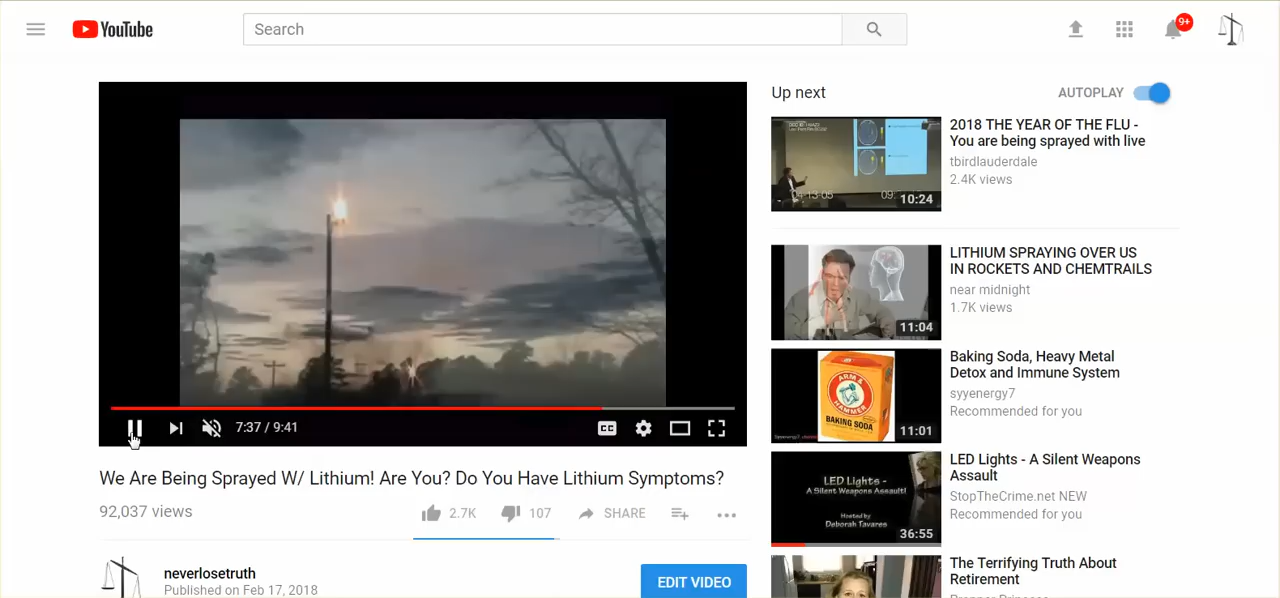 YouTube
Search
9+
Up next
AUTOPLAY
10:24
2018 THE YEAR OF THE FLU -
You are being sprayed with live
tbirdlauderdale
2.4K views
11:04
LITHIUM SPRAYING OVER US
IN ROCKETS AND CHEMTRAILS
near midnight
1.7K views
ARM &
HAMMER
BAKING SODA
11:01
Baking Soda, Heavy Metal
Detox and Immune System
syyenergy7
Recommended for you
LED Lights -
A Silent Weapons Assault!
Hosted by
Deborah Tavares
36:55
LED Lights - A Silent Weapons
Assault
StopTheCrime.net NEW
Recommended for you
The Terrifying Truth About
Retirement
7:37 / 9:41
CC
We Are Being Sprayed W/ Lithium! Are You? Do You Have Lithium Symptoms?
92,037 views
2.7K
107
SHARE
neverlosetruth
Published on Feb 17, 2018
EDIT VIDEO